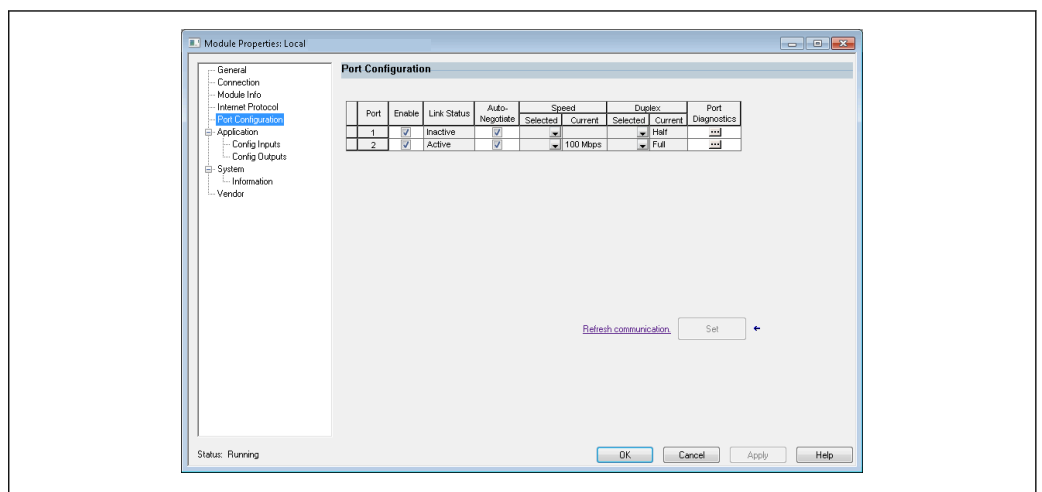 Module Properties: Local
General
Connection
Module Info
Internet Protocol
Port Configuration
Application
Config Inputs
Config Outputs
System
Information
Vendor
Port Configuration
Port Enable Link Status Auto-Negotiate Speed Duplex Port Diagnostics
Selected Current Selected Current
1 Inactive Half ...
2 Active 100 Mbps Full ...
Refresh communication. Set
Status: Running OK Cancel Apply Help